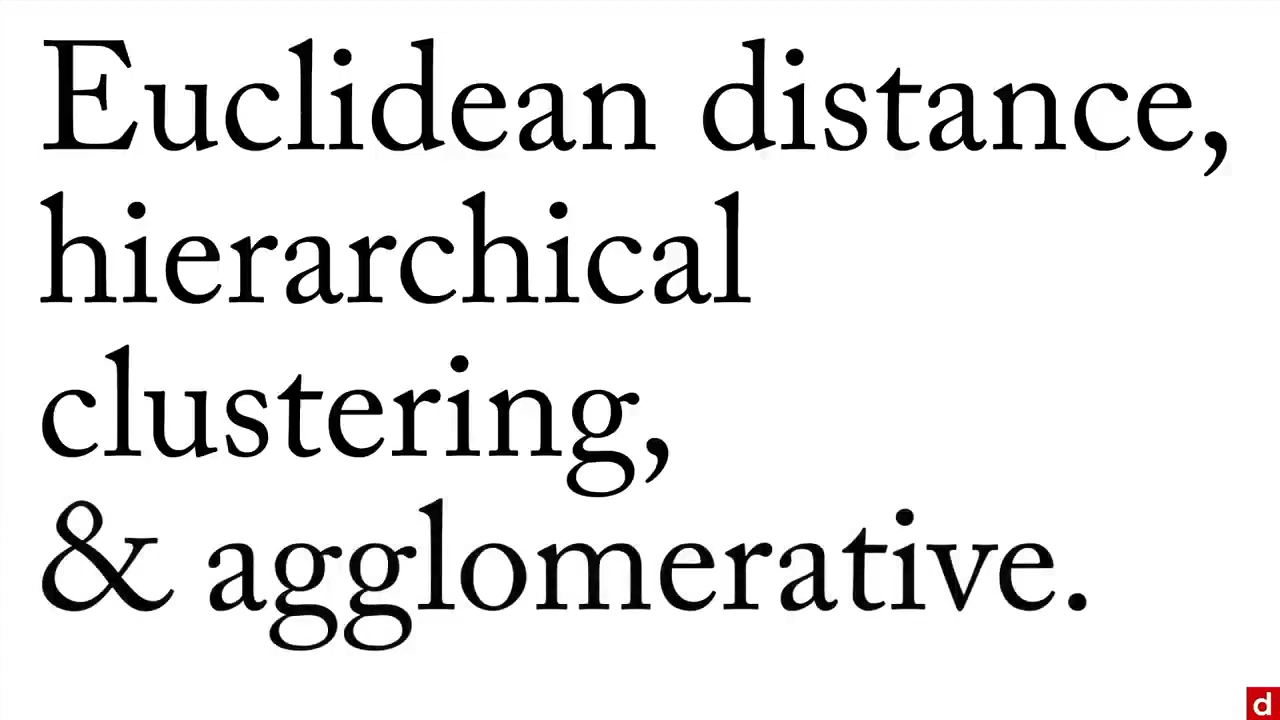 Euclidean distance,
hierarchical
clustering,
& agglomerative.
d